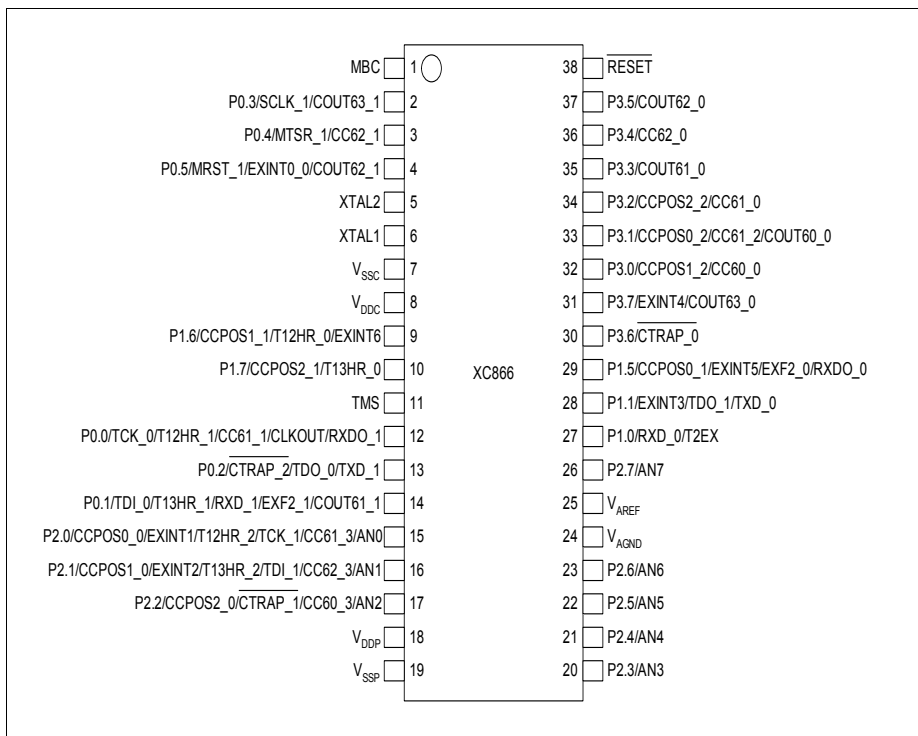 MBC 1
P0.3/SCLK_1/COUT63_1 2
P0.4/MTSR_1/CC62_1 3
P0.5/MRST_1/EXINT0_0/COUT62_1 4
XTAL2 5
XTAL1 6
VSSC 7
VDDC 8
P1.6/CCPOS1_1/T12HR_0/EXINT6 9
P1.7/CCPOS2_1/T13HR_0 10
TMS 11
P0.0/TCK_0/T12HR_1/CC61_1/CLKOUT/RXDO_1 12
P0.2/CTRAP_2/TDO_0/TXD_1 13
P0.1/TDI_0/T13HR_1/RXD_1/EXF2_1/COUT61_1 14
P2.0/CCPOS0_0/EXINT1/T12HR_2/TCK_1/CC61_3/AN0 15
P2.1/CCPOS1_0/EXINT2/T13HR_2/TDI_1/CC62_3/AN1 16
P2.2/CCPOS2_0/CTRAP_1/CC60_3/AN2 17
VDDP 18
VSSP 19
XC866
38 RESET
37 P3.5/COUT62_0
36 P3.4/CC62_0
35 P3.3/COUT61_0
34 P3.2/CCPOS2_2/CC61_0
33 P3.1/CCPOS0_2/CC61_2/COUT60_0
32 P3.0/CCPOS1_2/CC60_0
31 P3.7/EXINT4/COUT63_0
30 P3.6/CTRAP_0
29 P1.5/CCPOS0_1/EXINT5/EXF2_0/RXDO_0
28 P1.1/EXINT3/TDO_1/TXD_0
27 P1.0/RXD_0/T2EX
26 P2.7/AN7
25 VAREF
24 VAGND
23 P2.6/AN6
22 P2.5/AN5
21 P2.4/AN4
20 P2.3/AN3